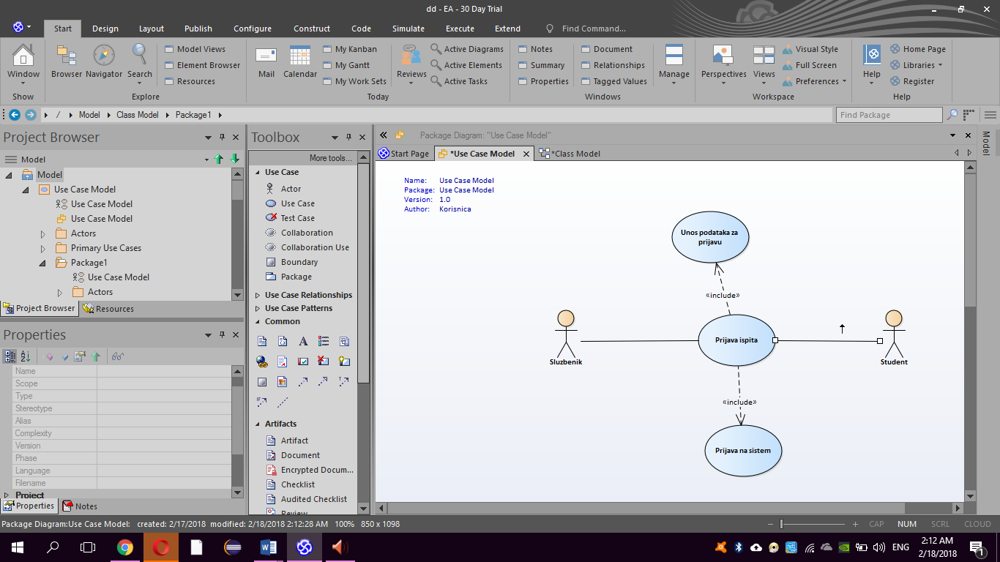 dd - EA - 30 Day Trial
Start Design Layout Publish Configure Construct Code Simulate Execute Extend Find Command...
Window Browser Navigator Search Model Views Element Browser Resources
Mail Calendar My Kanban My Gantt My Work Sets Reviews Active Diagrams Active Elements Active Tasks
Notes Summary Properties Document Relationships Tagged Values Manage
Perspectives Views Visual Style Full Screen Preferences Help Home Page Libraries Register
Show Explore Today Windows Workspace Help
/ Model Class Model Package1 Find Package
Project Browser
Model
Model
Use Case Model
Use Case Model
Use Case Model
Actors
Primary Use Cases
Package1
Use Case Model
Actors
Project Browser Resources
Properties
Name
Scope
Type
Stereotype
Alias
Complexity
Version
Phase
Language
Filename
Project
Properties Notes
Toolbox
More tools...
Use Case
Actor
Use Case
Test Case
Collaboration
Collaboration Use
Boundary
Package
Use Case Relationships
Use Case Patterns
Common
Artifacts
Artifact
Document
Encrypted Docum...
Checklist
Audited Checklist
Review
Package Diagram: "Use Case Model"
Start Page *Use Case Model *Class Model
Model
Name: Use Case Model
Package: Use Case Model
Version: 1.0
Author: Korisnica
Unos podataka za
prijavu
«include»
Prijava ispita
Sluzbenik
Student
«include»
Prijava na sistem
Package Diagram:Use Case Model: created: 2/17/2018 modified: 2/18/2018 2:12:28 AM 100% 850 x 1098
CAP NUM SCRL CLOUD
ENG
2:12 AM
2/18/2018
1